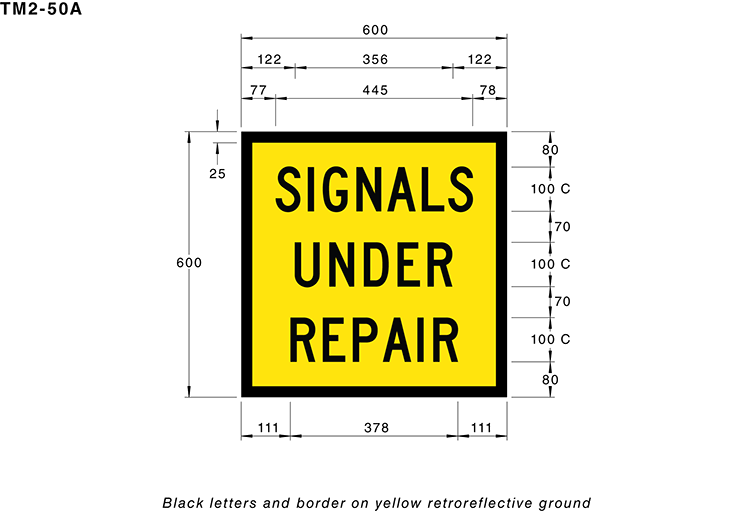 TM2-50A
600
122 356 122
77 445 78
25
600
80
100 C
70
100 C
70
100 C
80
SIGNALS
UNDER
REPAIR
111 378 111
Black letters and border on yellow retroreflective ground